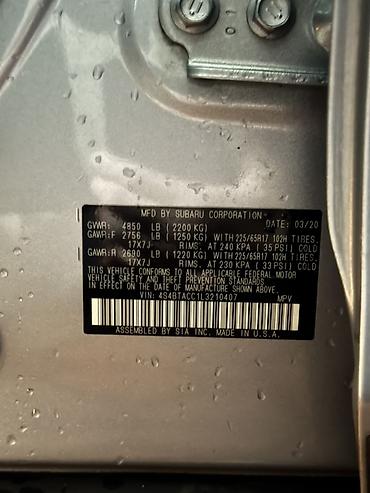 MFD BY SUBARU CORPORATION DATE: 03/20
GVWR: 4850 LB (2200 KG)
GAWR:F 2756 LB (1250 KG) WITH 225/65R17 102H TIRES.
17X7J RIMS. AT 240 KPA (35 PSI) COLD
GAWR:R 2690 LB (1220 KG) WITH 225/65R17 102H TIRES.
17X7J RIMS. AT 230 KPA (33 PSI) COLD
THIS VEHICLE CONFORMS TO ALL APPLICABLE FEDERAL MOTOR
VEHICLE SAFETY AND THEFT PREVENTION STANDARDS
IN EFFECT ON THE DATE OF MANUFACTURE SHOWN ABOVE.
VIN: 4S4BTACC1L3210407 MPV
ASSEMBLED BY SIA INC. MADE IN U.S.A.